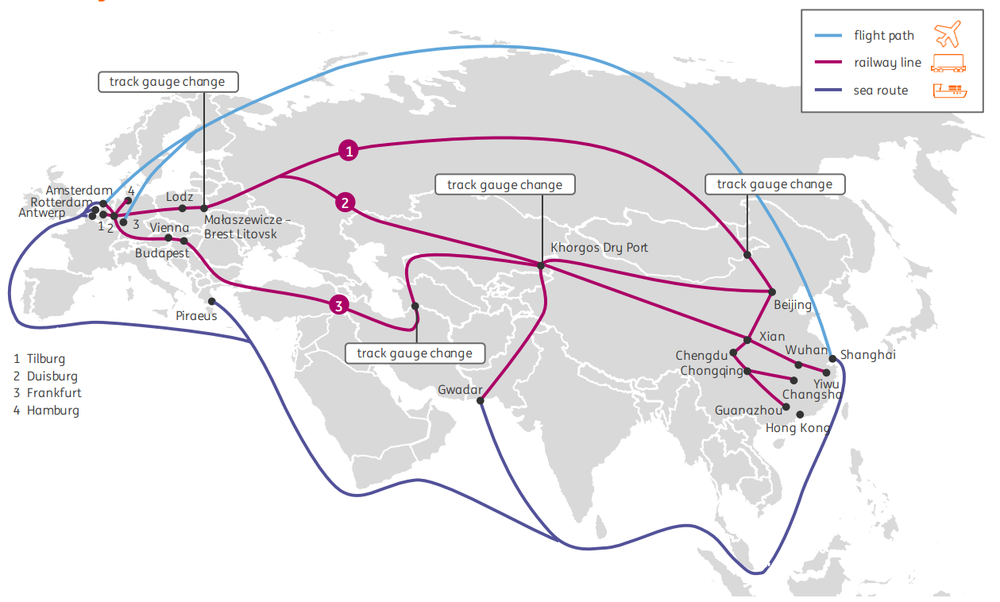 flight path
railway line
sea route
track gauge change
1
track gauge change
track gauge change
2
Amsterdam
4
Rotterdam
Lodz
Antwerp
1
2
3
Vienna
Małaszewicze –
Brest Litovsk
Budapest
Khorgos Dry Port
Piraeus
3
Beijing
track gauge change
Xian
Chengdu
Wuhan
Shanghai
Chongqing
Yiwu
Gwadar
Changsha
Guangzhou
Hong Kong
1 Tilburg
2 Duisburg
3 Frankfurt
4 Hamburg